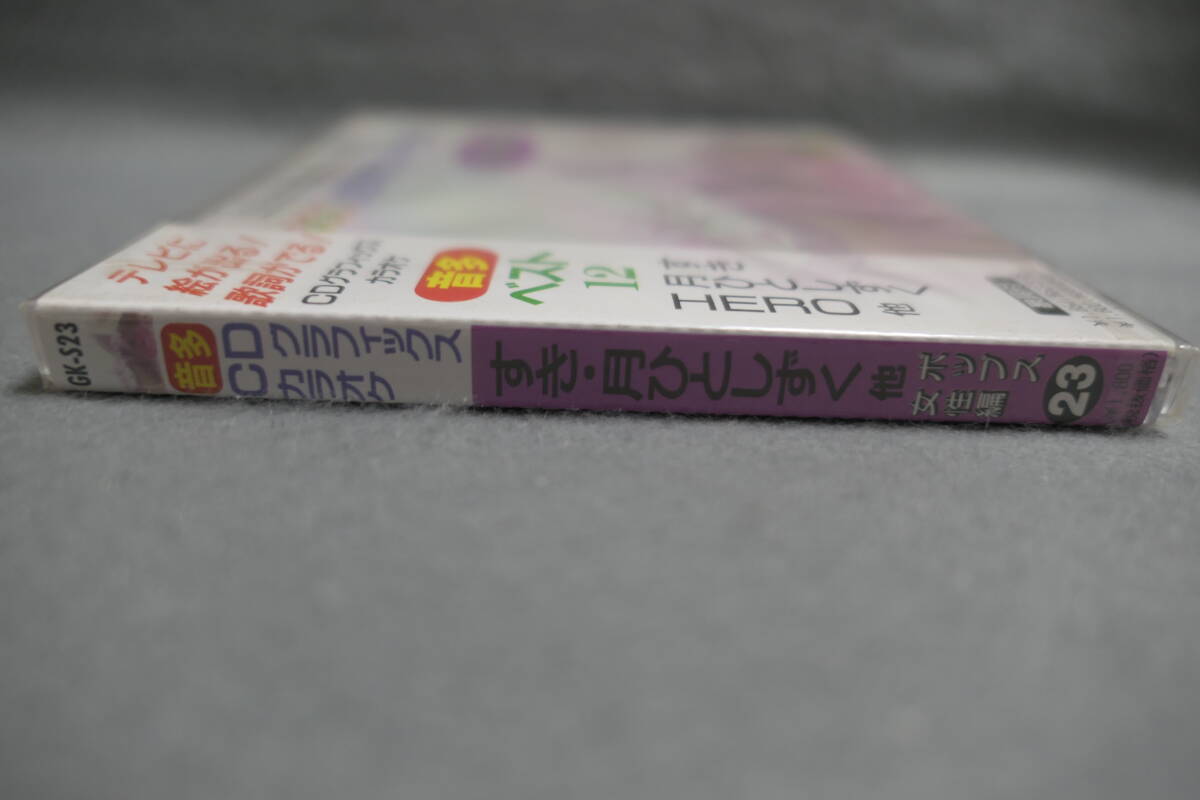 テレビに
絵が出る!
歌詞がでる!
CDグラフィックス
カラオケ
音多
ベスト
12
すき
月ひとしずく
HERO
他
GK-S23
音多
CD
グラフィックス
カラオケ
すき・月ひとしずく 他
ポップス
女性編
23